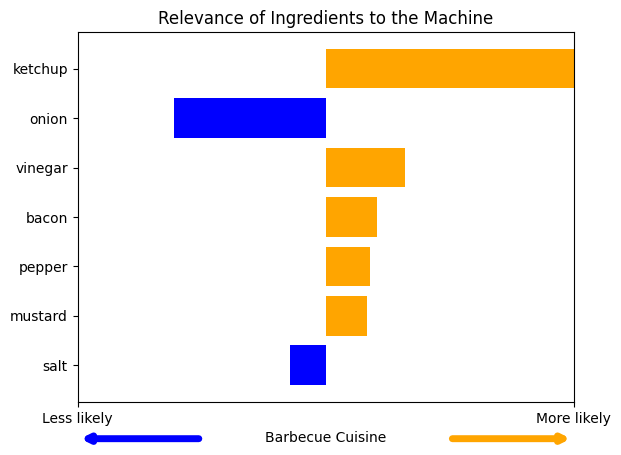 Relevance of Ingredients to the Machine
ketchup
onion
vinegar
bacon
pepper
mustard
salt
Less likely
More likely
Barbecue Cuisine